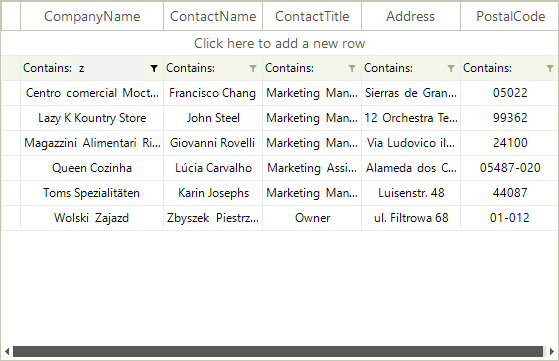 CompanyName ContactName ContactTitle Address PostalCode
Click here to add a new row
Contains: z Contains: Contains: Contains: Contains:
Centro comercial Moct... Francisco Chang Marketing Man... Sierras de Gran... 05022
Lazy K Kountry Store John Steel Marketing Man... 12 Orchestra Te... 99362
Magazzini Alimentari Ri... Giovanni Rovelli Marketing Man... Via Ludovico il... 24100
Queen Cozinha Lúcia Carvalho Marketing Assi... Alameda dos C... 05487-020
Toms Spezialitäten Karin Josephs Marketing Man... Luisenstr. 48 44087
Wolski Zajazd Zbyszek Piestrz... Owner ul. Filtrowa 68 01-012